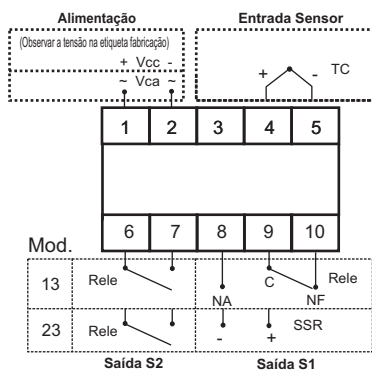 Alimentação Entrada Sensor
(Observar a tensão na etiqueta fabricação)
+ Vcc -
~ Vca ~
+ - TC
1 2 3 4 5
6 7 8 9 10
Mod.
13 Rele NA C NF Rele
23 Rele - + SSR
Saída S2 Saída S1